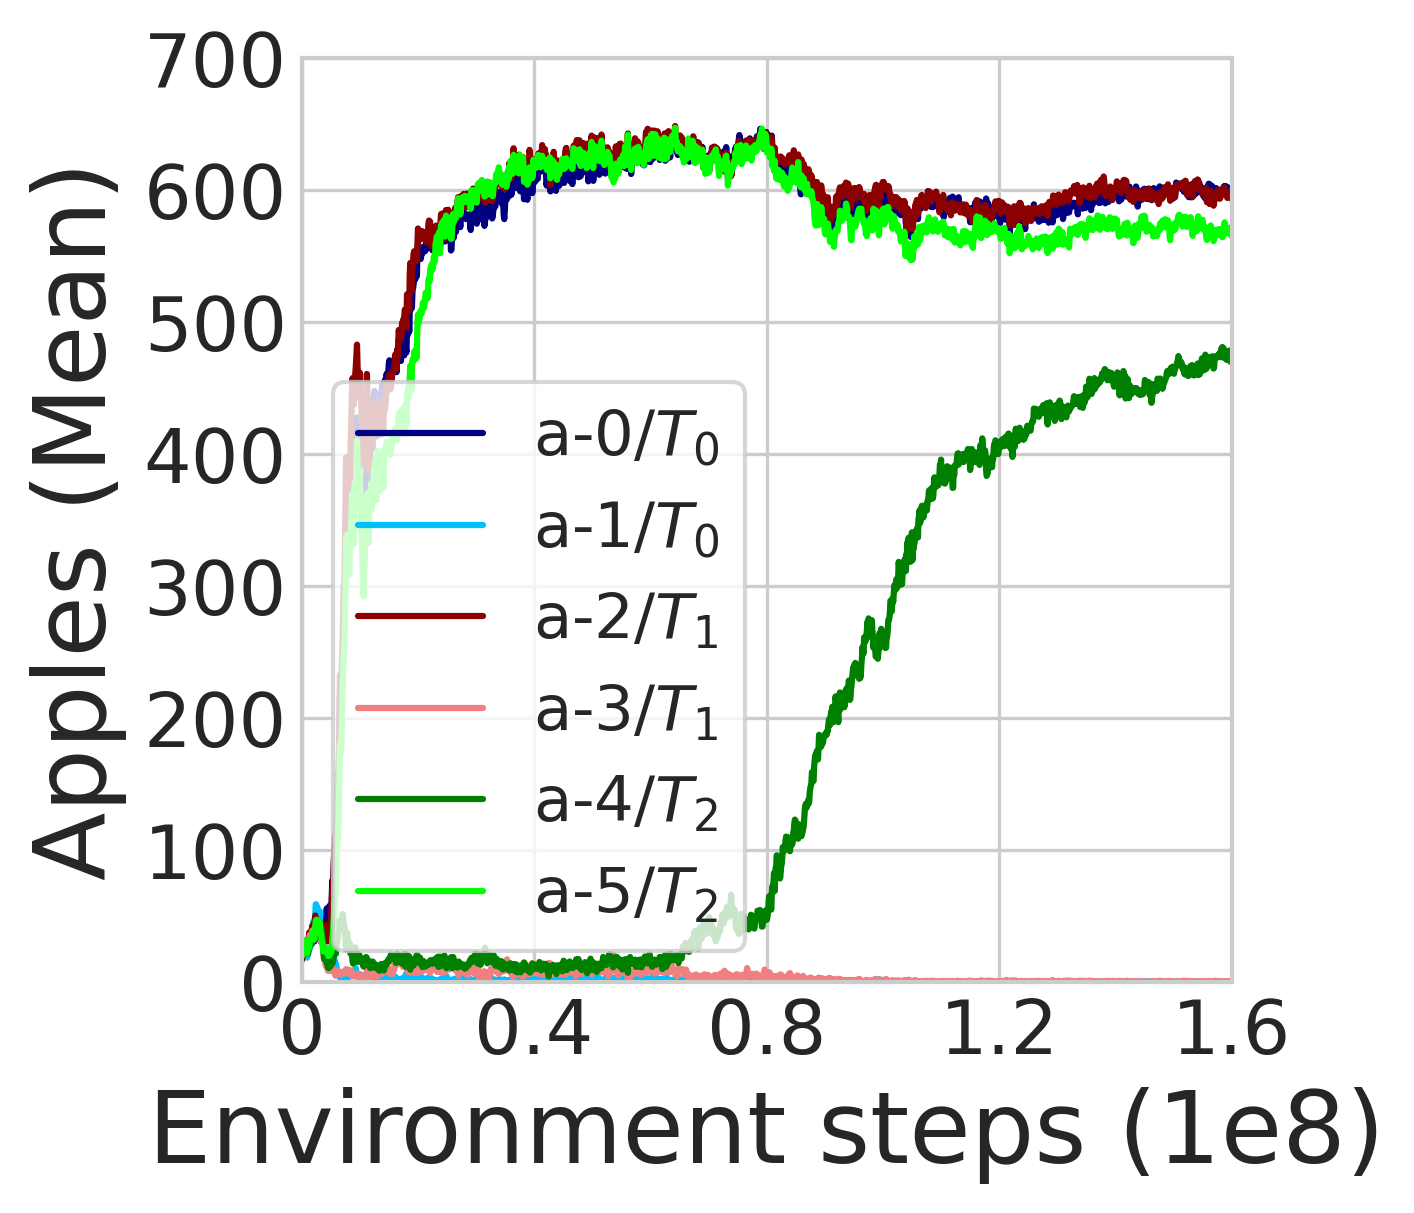 700
600
500
400
300
200
100
0
Apples (Mean)
a-0/T₀
a-1/T₀
a-2/T₁
a-3/T₁
a-4/T₂
a-5/T₂
0 0.4 0.8 1.2 1.6
Environment steps (1e8)